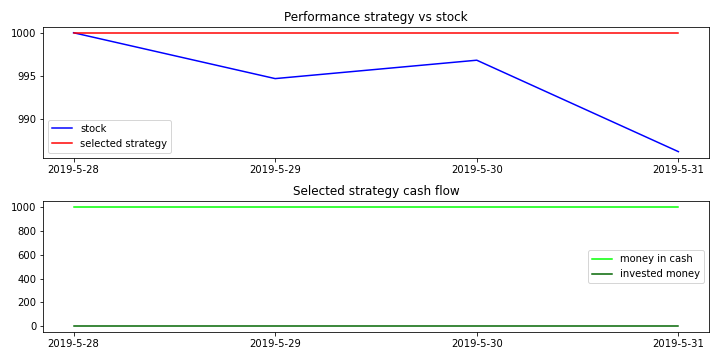 Performance strategy vs stock
1000
995
990
stock
selected strategy
2019-5-28 2019-5-29 2019-5-30 2019-5-31
Selected strategy cash flow
1000
800
600
400
200
0
money in cash
invested money
2019-5-28 2019-5-29 2019-5-30 2019-5-31